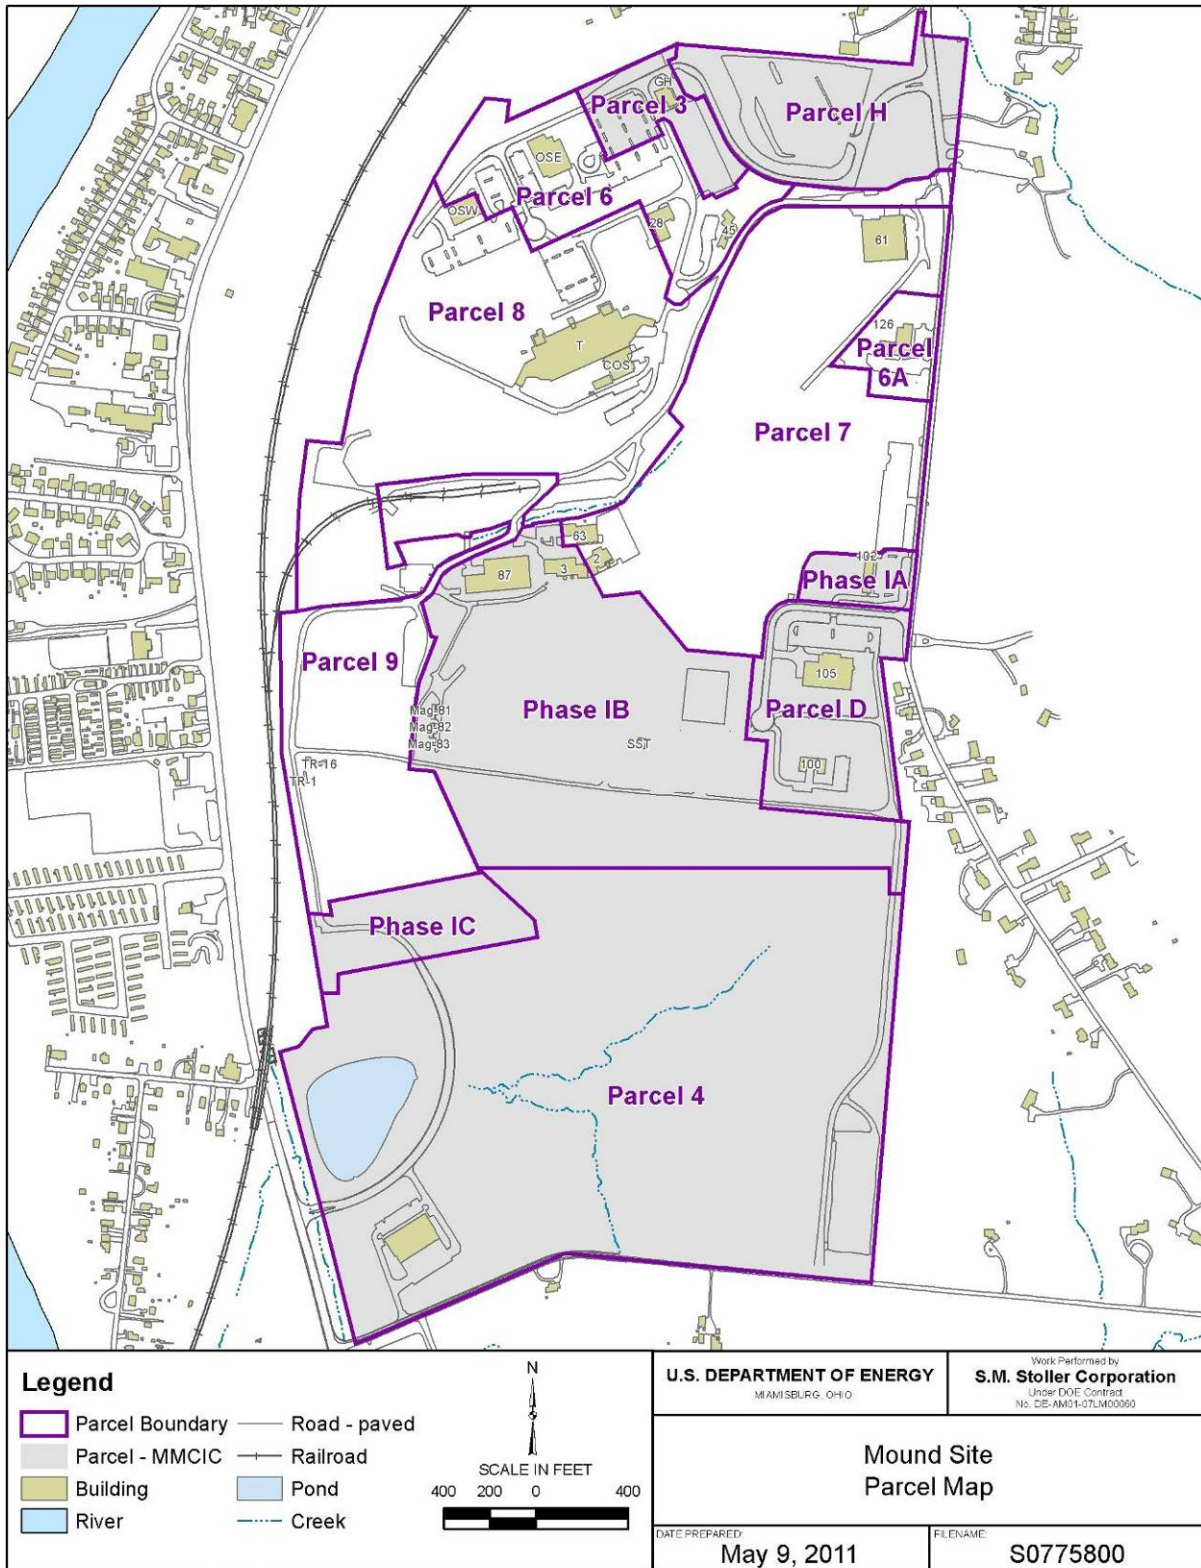 GH
Parcel 3
Parcel H
OSE
Parcel 6
OSW
28
45
61
Parcel 8
126
Parcel
6A
T
COS
Parcel 7
63
102
87
3
2
Phase IA
Parcel 9
105
Phase IB
Parcel D
Mag-81
Mag-82
Mag-83
SST
TR-16
TR-1
100
Phase IC
Parcel 4
Legend
Parcel Boundary
Parcel - MMCIC
Building
River
Road - paved
Railroad
Pond
Creek
N
SCALE IN FEET
400 200 0 400
U.S. DEPARTMENT OF ENERGY
MIAMISBURG, OHIO
Work Performed by
S.M. Stoller Corporation
Under DOE Contract
No. DE-AM01-07LM00060
Mound Site
Parcel Map
DATE PREPARED:
May 9, 2011
FILENAME:
S0775800